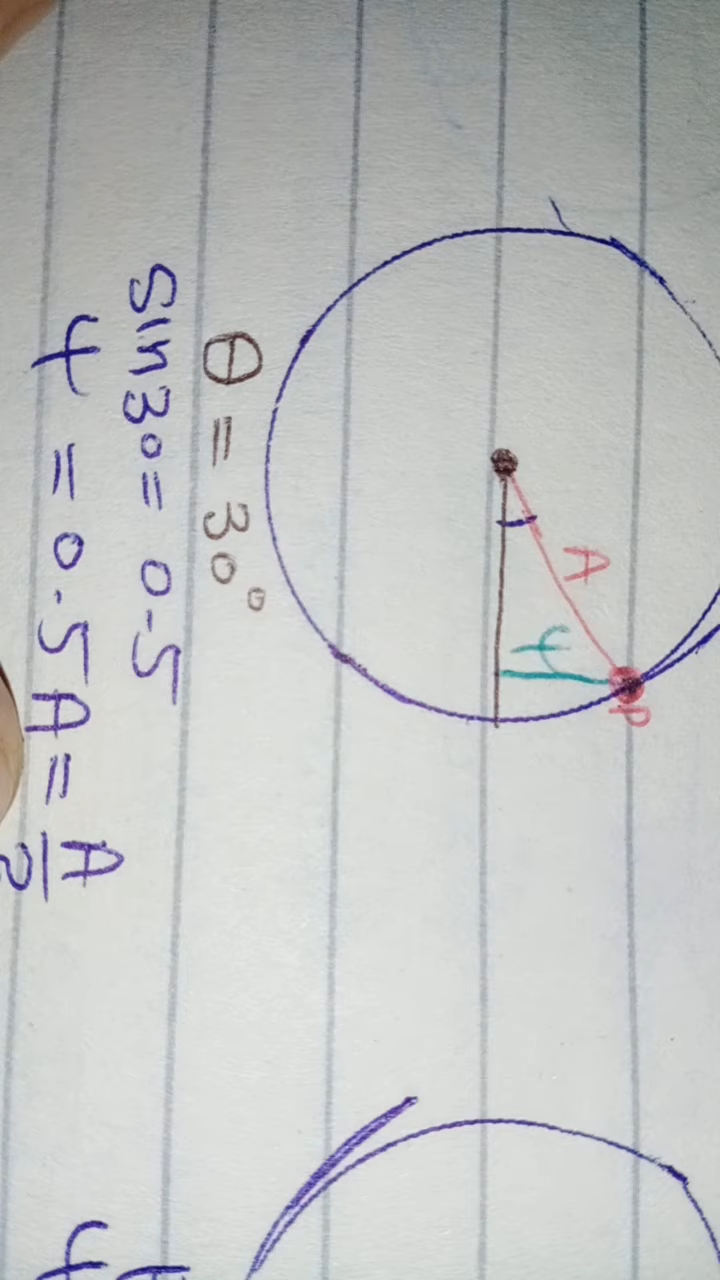 A
Y
P
θ = 30°
Sin30 = 0.5
Y = 0.5A = A/2
Y